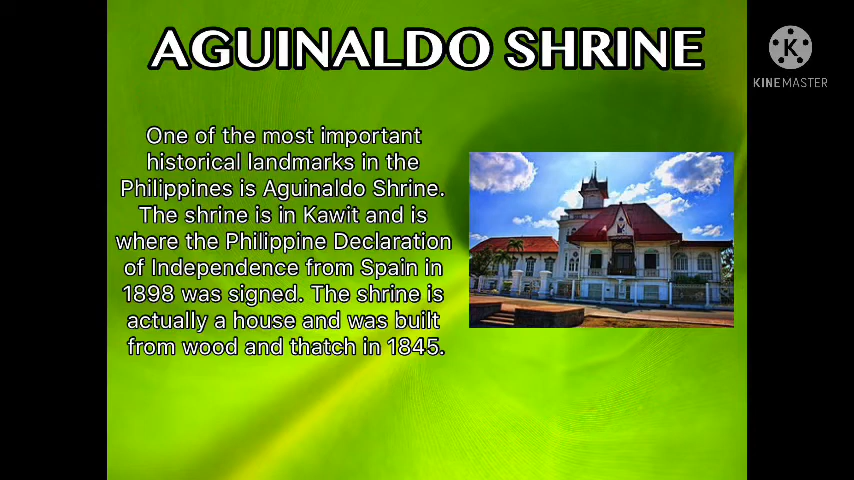 AGUINALDO SHRINE
K
KINEMASTER
One of the most important
historical landmarks in the
Philippines is Aguinaldo Shrine.
The shrine is in Kawit and is
where the Philippine Declaration
of Independence from Spain in
1898 was signed. The shrine is
actually a house and was built
from wood and thatch in 1845.